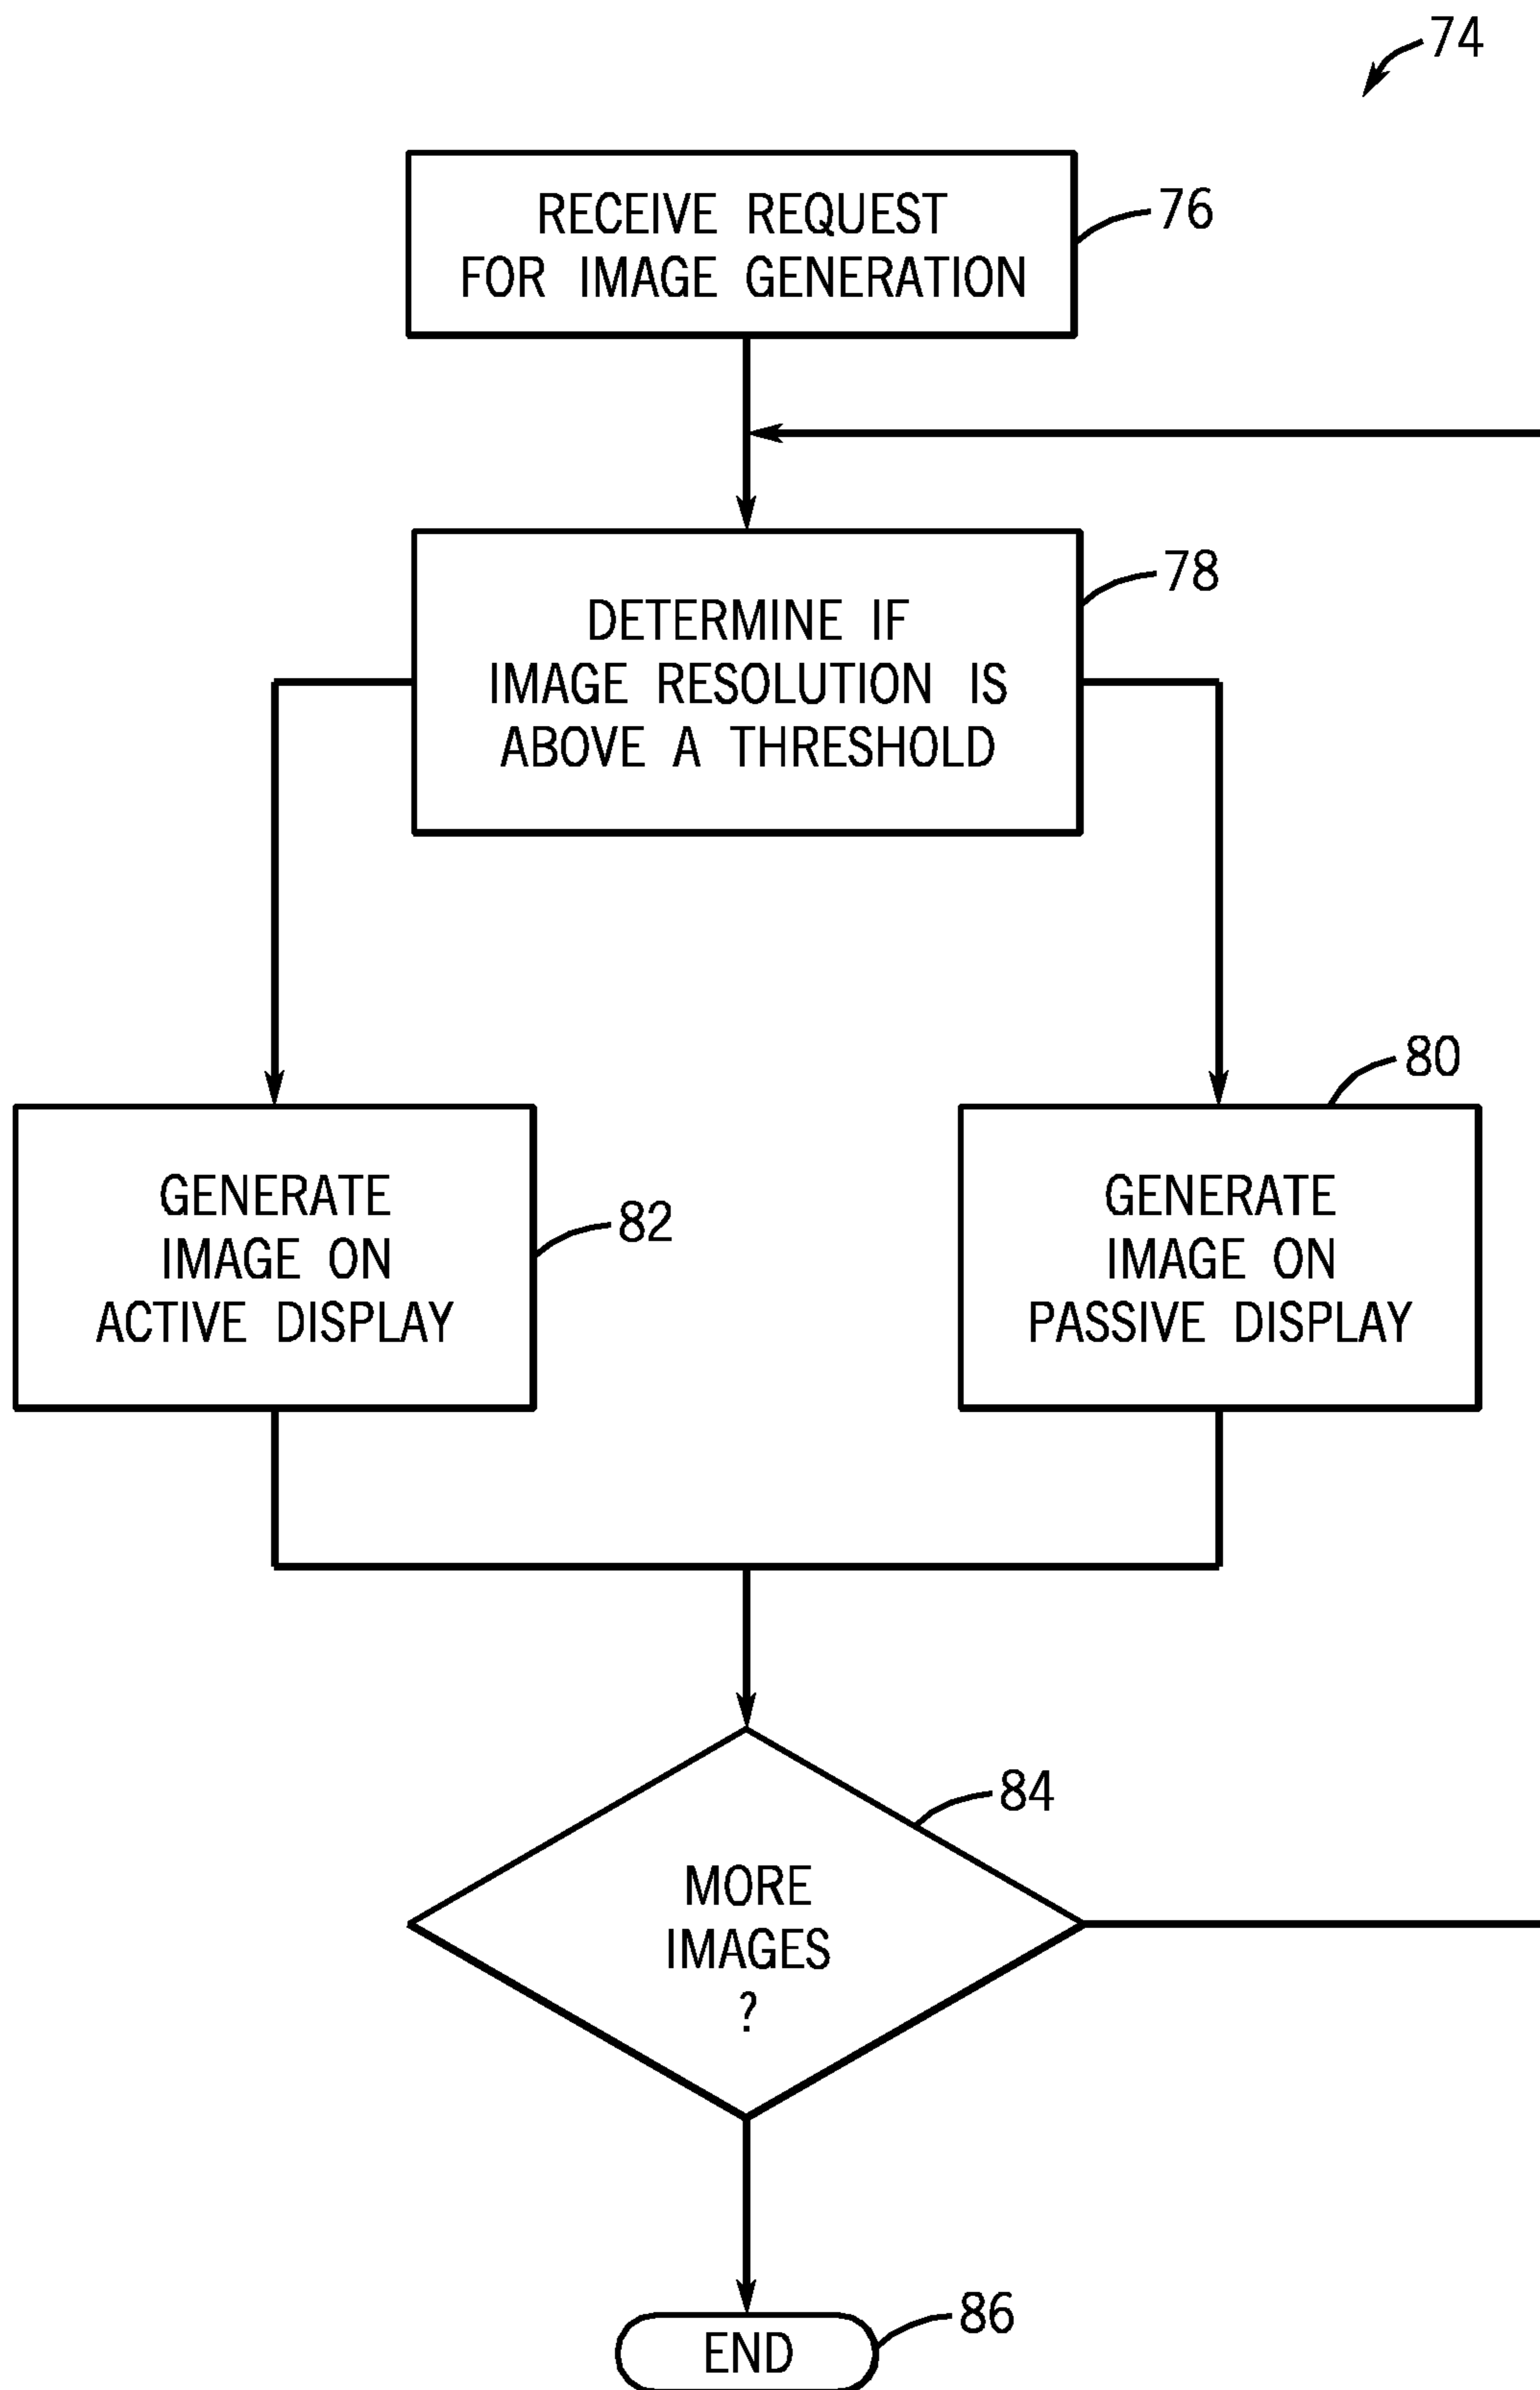 74
RECEIVE REQUEST
FOR IMAGE GENERATION
76
DETERMINE IF
IMAGE RESOLUTION IS
ABOVE A THRESHOLD
78
GENERATE
IMAGE ON
ACTIVE DISPLAY
82
GENERATE
IMAGE ON
PASSIVE DISPLAY
80
MORE
IMAGES
?
84
END
86